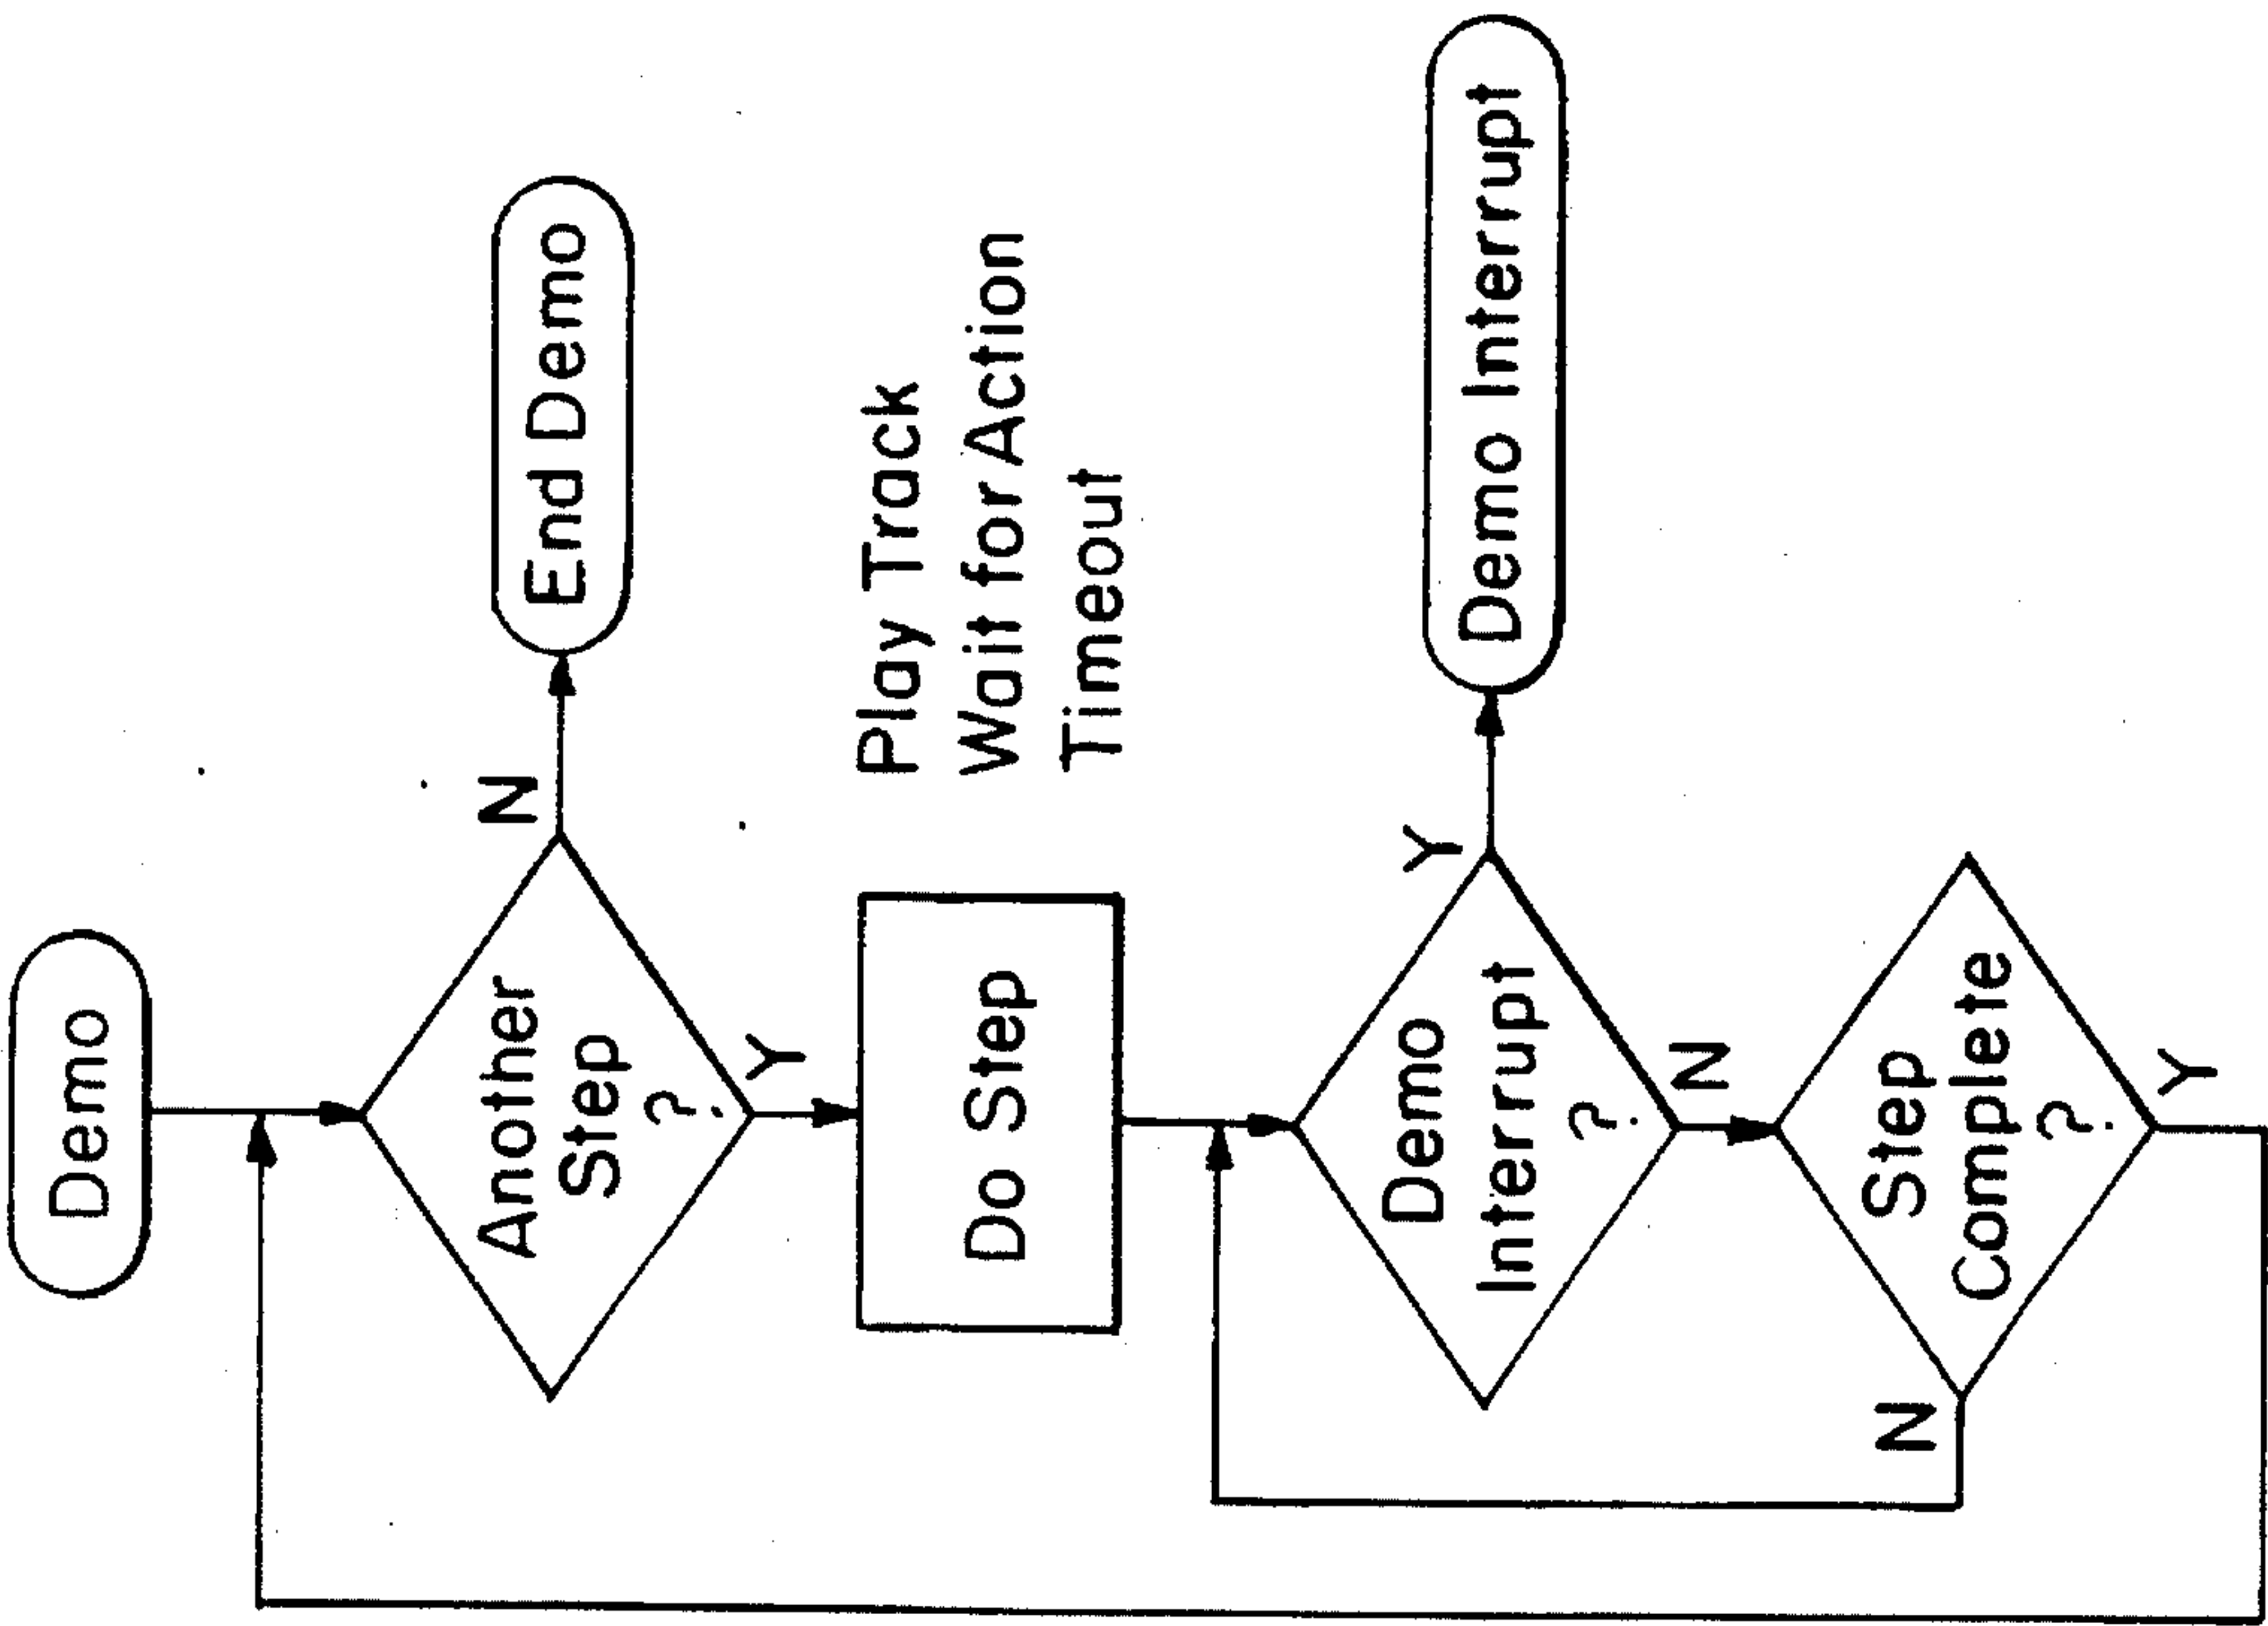 Demo
Another
Step
?
N
End Demo
Y
Do Step
Play Track
Wait for Action
Timeout
Demo
Interrupt
?
Y
Demo Interrupt
N
Step
Complete
?
N
Y